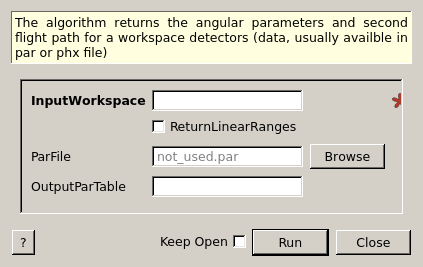 The algorithm returns the angular parameters and second
flight path for a workspace detectors (data, usually availble in
par or phx file)
InputWorkspace
ReturnLinearRanges
ParFile not_used.par Browse
OutputParTable
? Keep Open Run Close